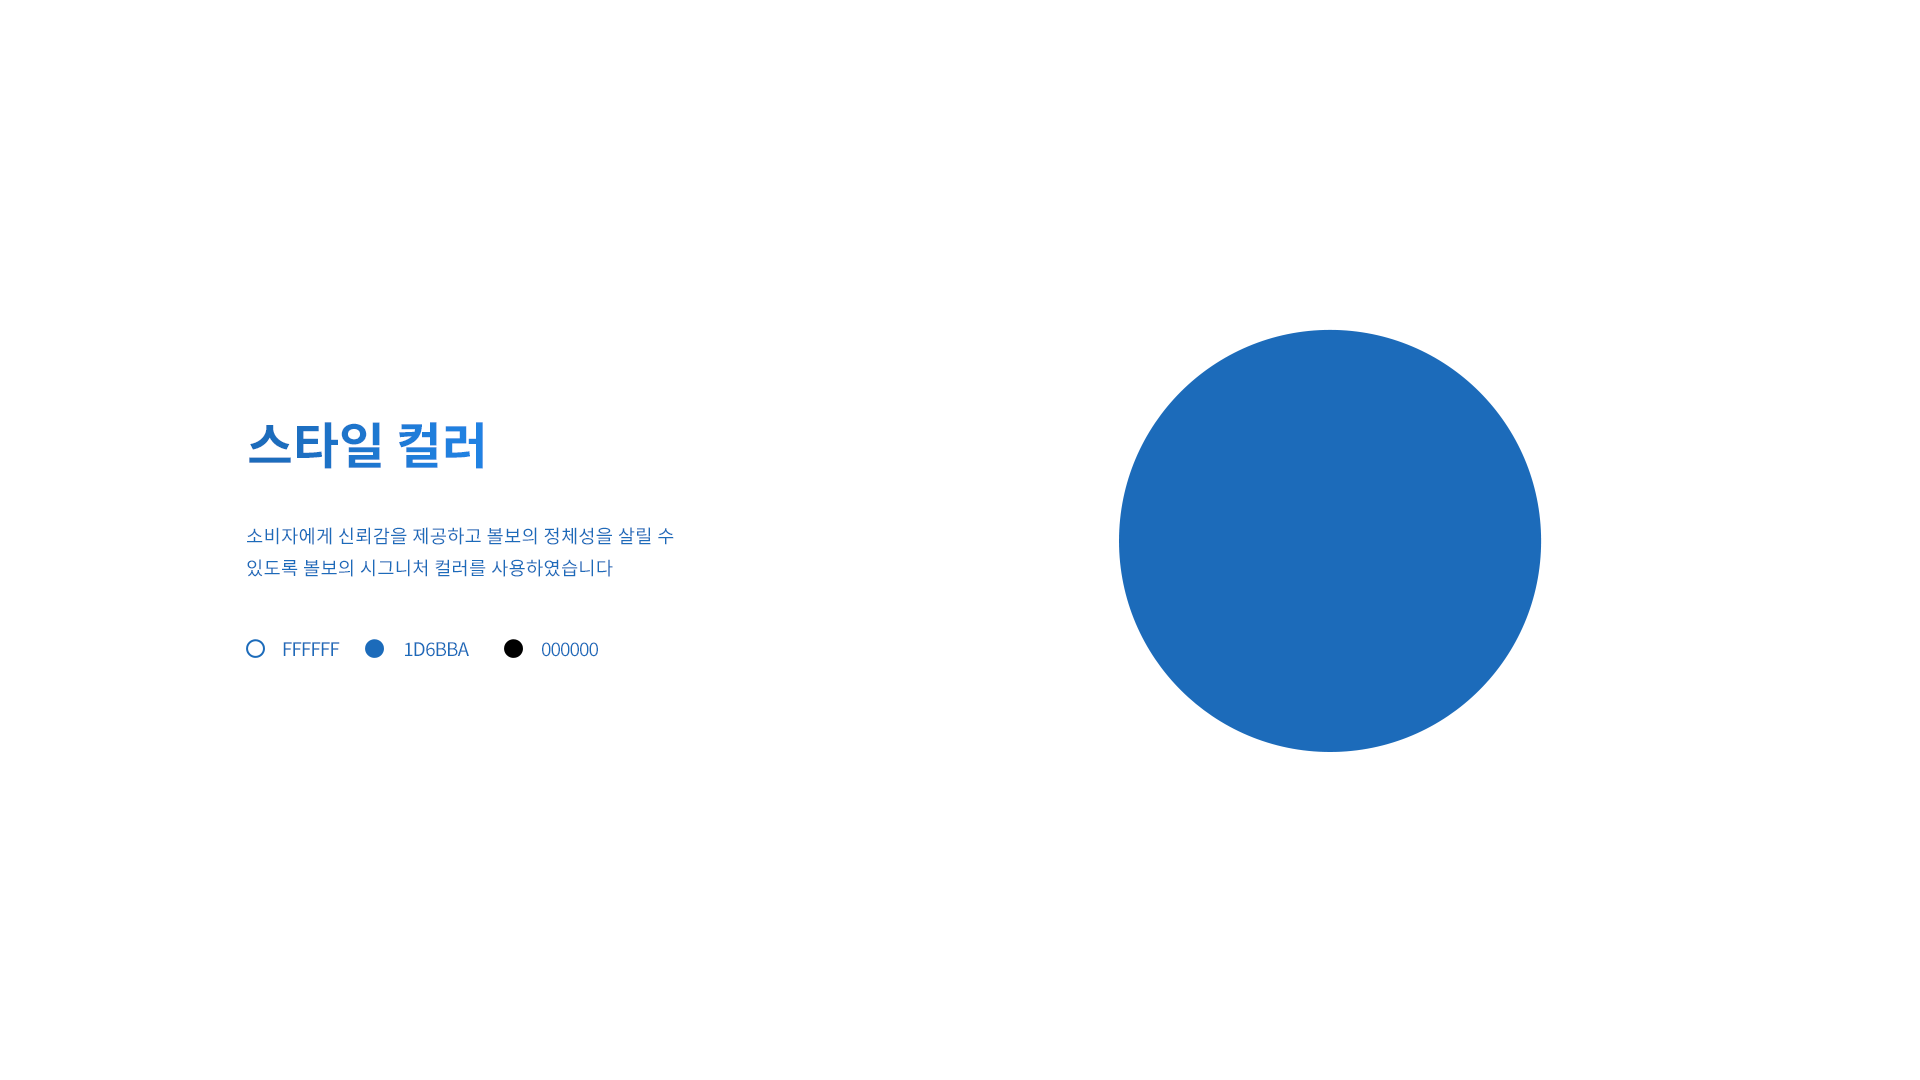 스타일 컬러
소비자에게 신뢰감을 제공하고 볼보의 정체성을 살릴 수
있도록 볼보의 시그니처 컬러를 사용하였습니다
FFFFFF 1D6BBA 000000